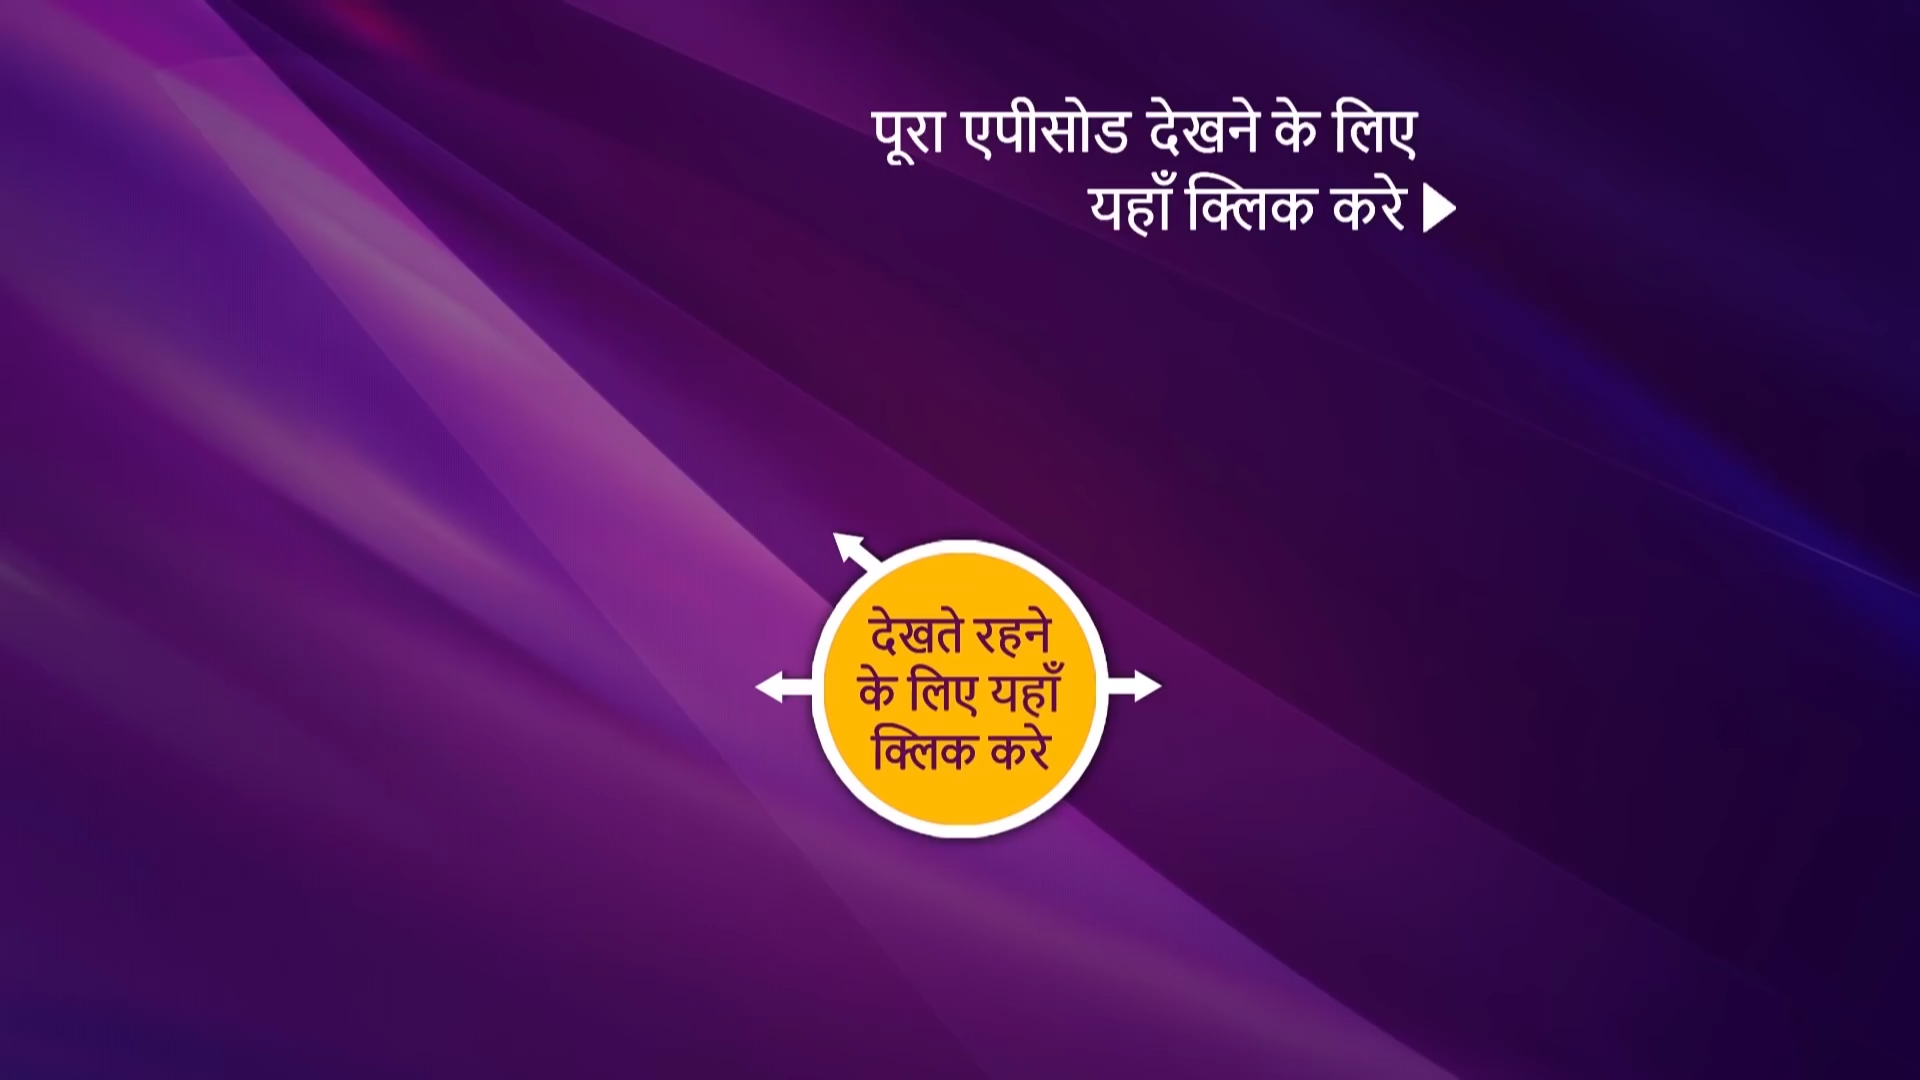 पूरा एपीसोड देखने के लिए
यहाँ क्लिक करे
देखते रहने
के लिए यहाँ
क्लिक करे